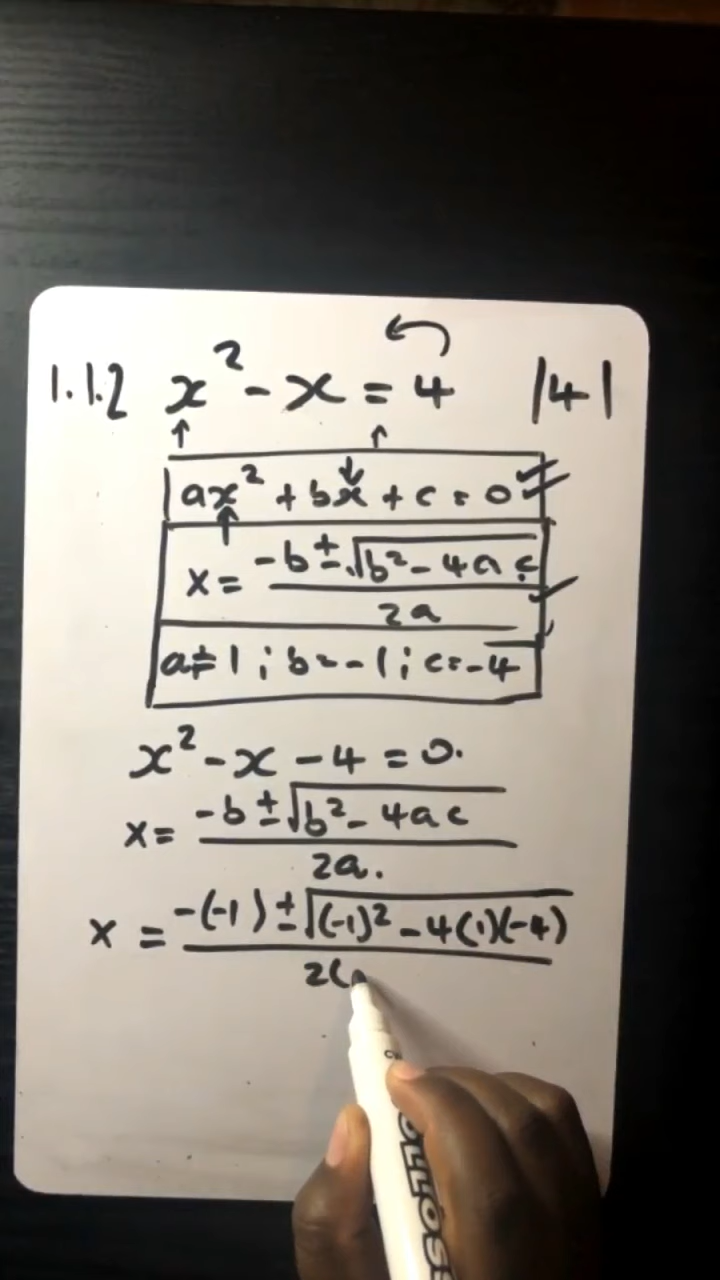 1.1.2 x² - x = 4 |4|
ax² + bx + c = 0
x = -b ± √b² - 4ac / 2a
a = 1 ; b = -1 ; c = -4
x² - x - 4 = 0.
x = -b ± √b² - 4ac / 2a.
x = -(-1) ± √(-1)² - 4(1)(-4) / 2(